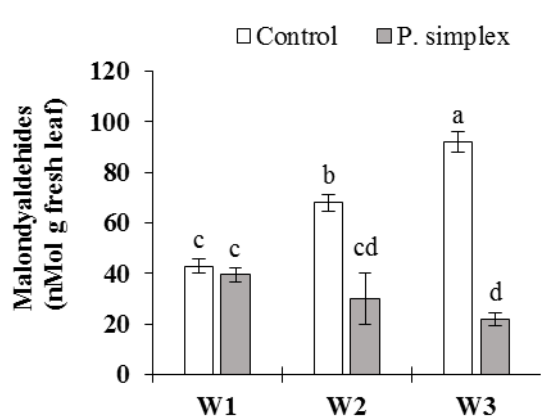 Control P. simplex
Malondyaldehides
(nMol g fresh leaf)
120
100
80
60
40
20
0
c c
b
cd
a
d
W1 W2 W3